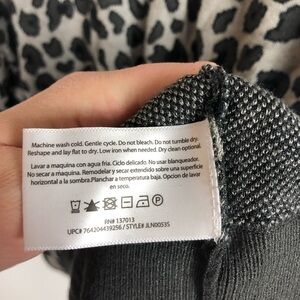 Machine wash cold. Gentle cycle. Do not bleach. Do not tumble dry.
Reshape and lay flat to dry. Low iron when needed. Dry clean optional.
Lavar a maquina con agua fria. Ciclo delicado. No usar blanqueador.
No secar a maquina. Remodelar y secar extendido sobre una superficie
horizontal a la sombra.Planchar a temperatura baja. Opcion de lavar
en seco.
P
RN# 137013
UPC# 764204439256 / STYLE# JLN00535